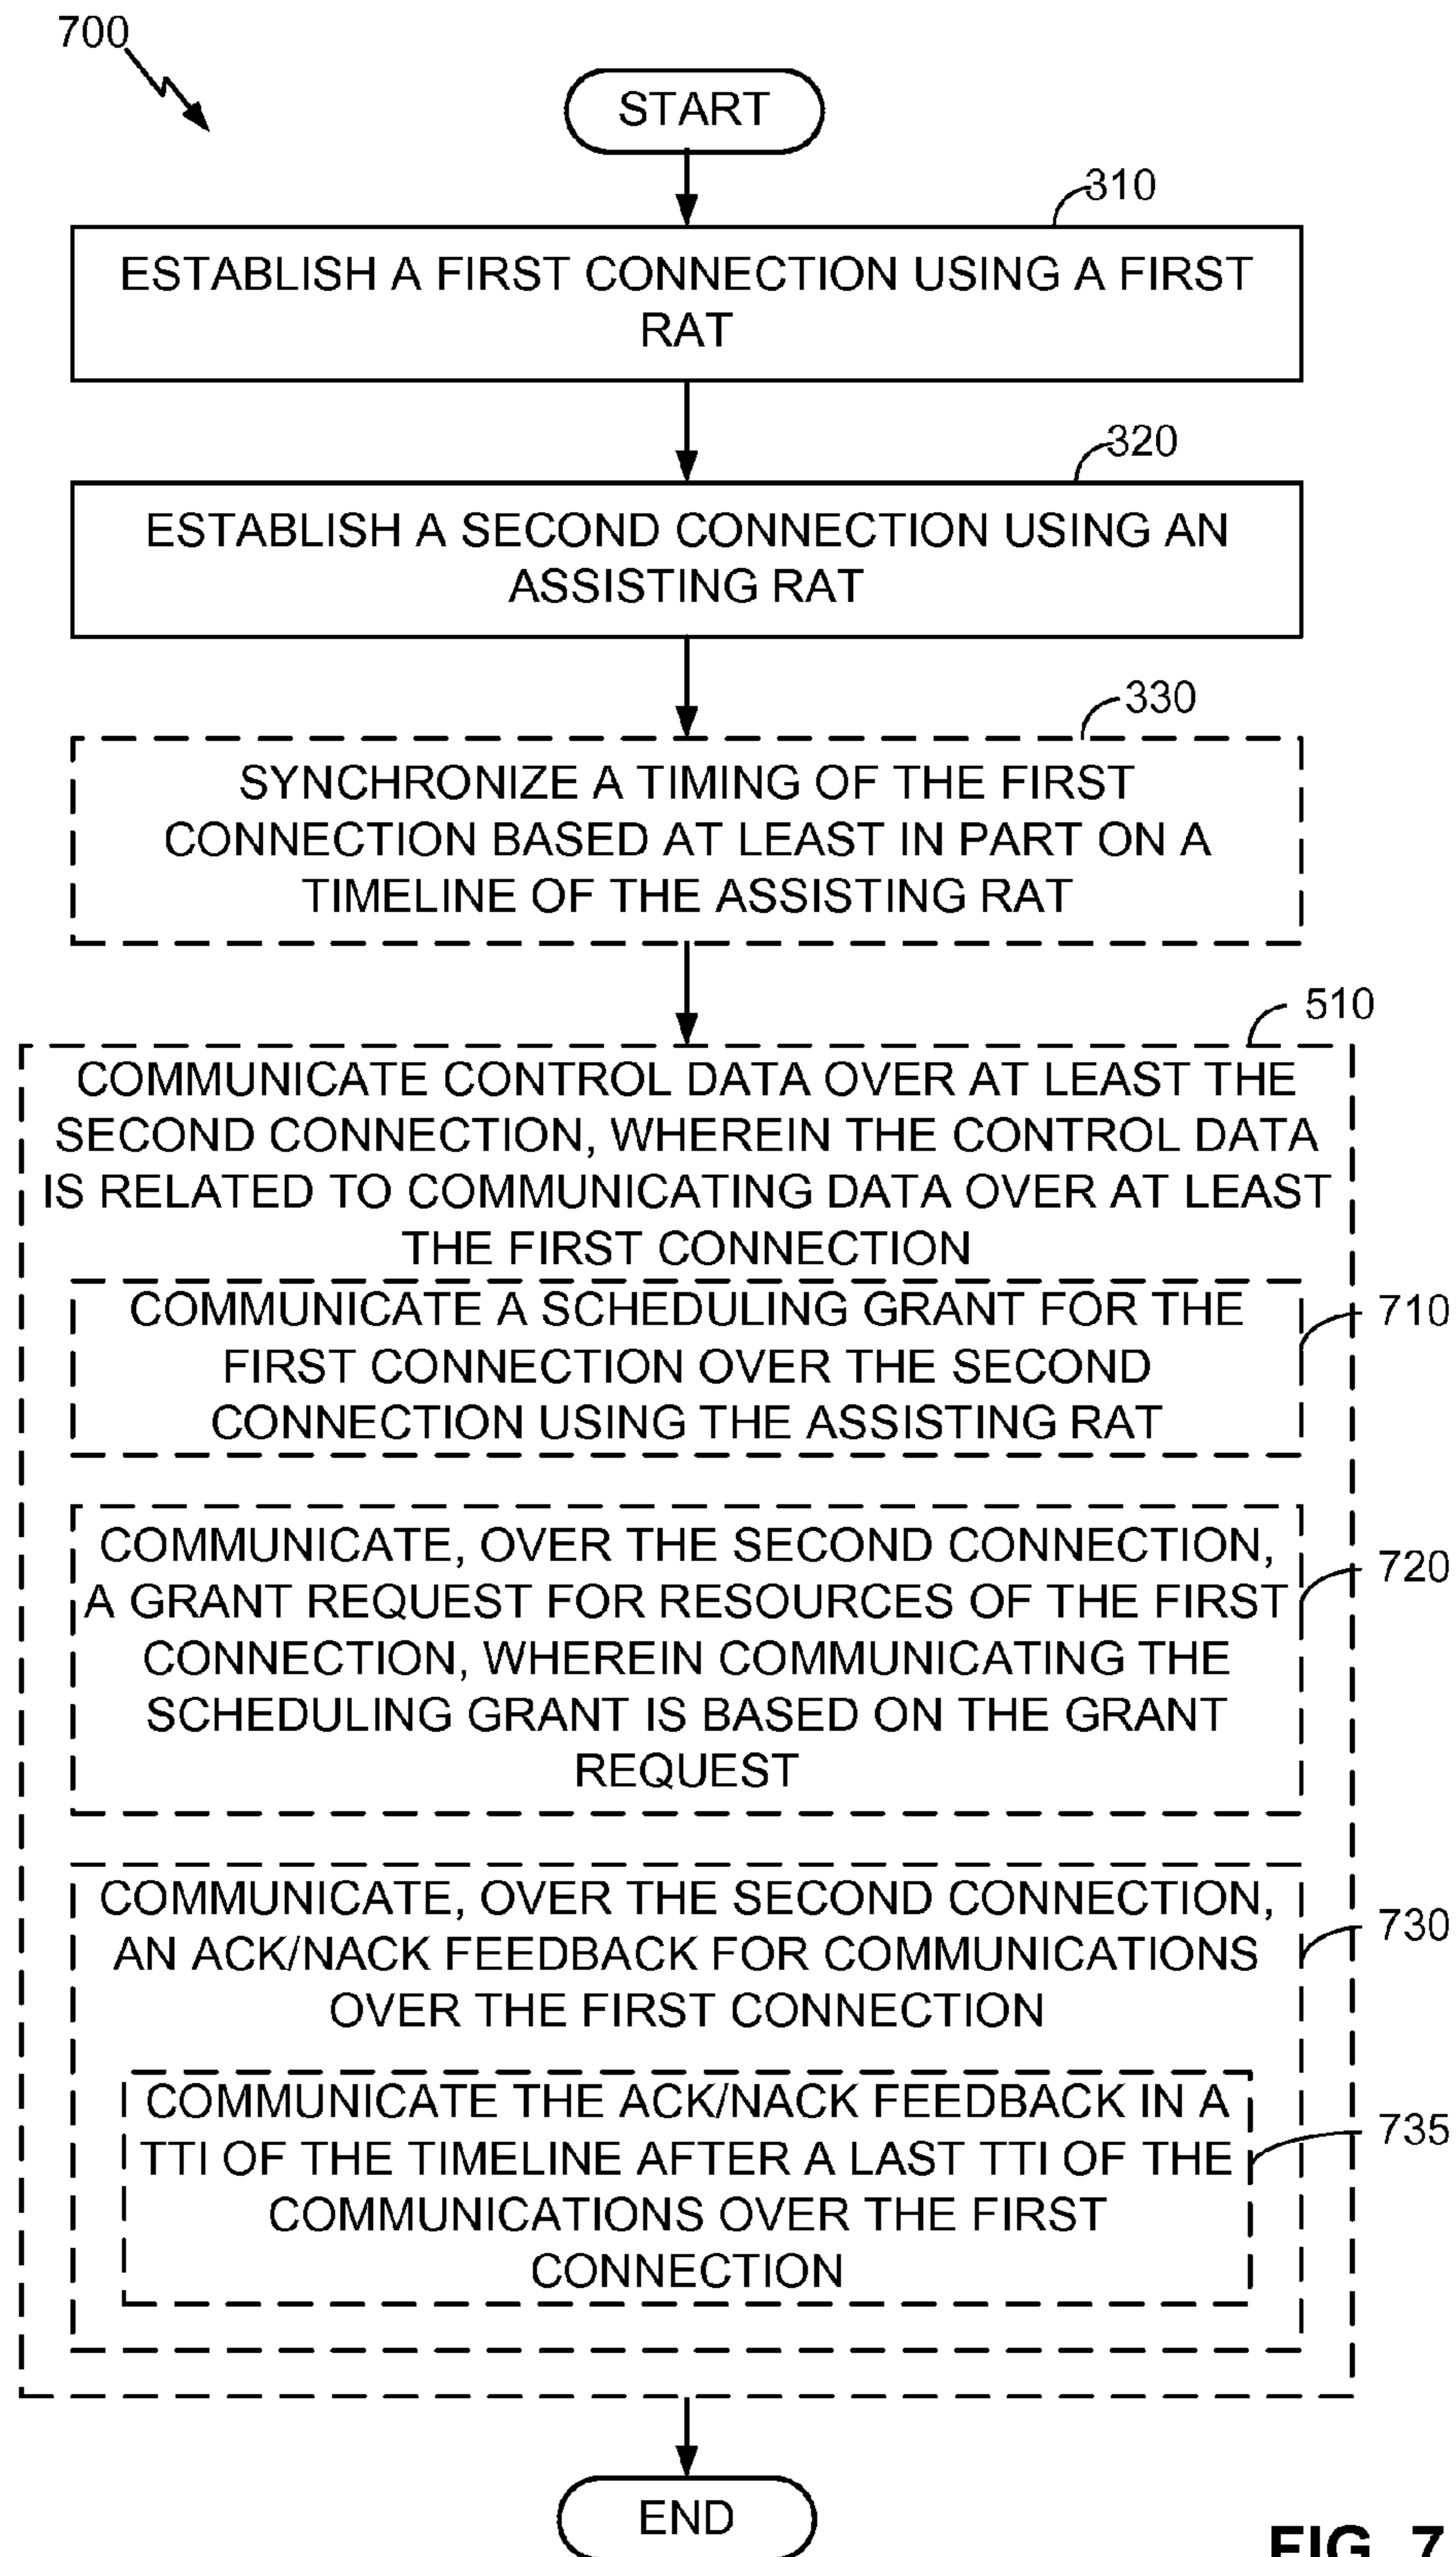 700
START
310
ESTABLISH A FIRST CONNECTION USING A FIRST
RAT
320
ESTABLISH A SECOND CONNECTION USING AN
ASSISTING RAT
330
SYNCHRONIZE A TIMING OF THE FIRST
CONNECTION BASED AT LEAST IN PART ON A
TIMELINE OF THE ASSISTING RAT
510
COMMUNICATE CONTROL DATA OVER AT LEAST THE
SECOND CONNECTION, WHEREIN THE CONTROL DATA
IS RELATED TO COMMUNICATING DATA OVER AT LEAST
THE FIRST CONNECTION
710
COMMUNICATE A SCHEDULING GRANT FOR THE
FIRST CONNECTION OVER THE SECOND
CONNECTION USING THE ASSISTING RAT
720
COMMUNICATE, OVER THE SECOND CONNECTION,
A GRANT REQUEST FOR RESOURCES OF THE FIRST
CONNECTION, WHEREIN COMMUNICATING THE
SCHEDULING GRANT IS BASED ON THE GRANT
REQUEST
730
COMMUNICATE, OVER THE SECOND CONNECTION,
AN ACK/NACK FEEDBACK FOR COMMUNICATIONS
OVER THE FIRST CONNECTION
735
COMMUNICATE THE ACK/NACK FEEDBACK IN A
TTI OF THE TIMELINE AFTER A LAST TTI OF THE
COMMUNICATIONS OVER THE FIRST
CONNECTION
END
FIG. 7